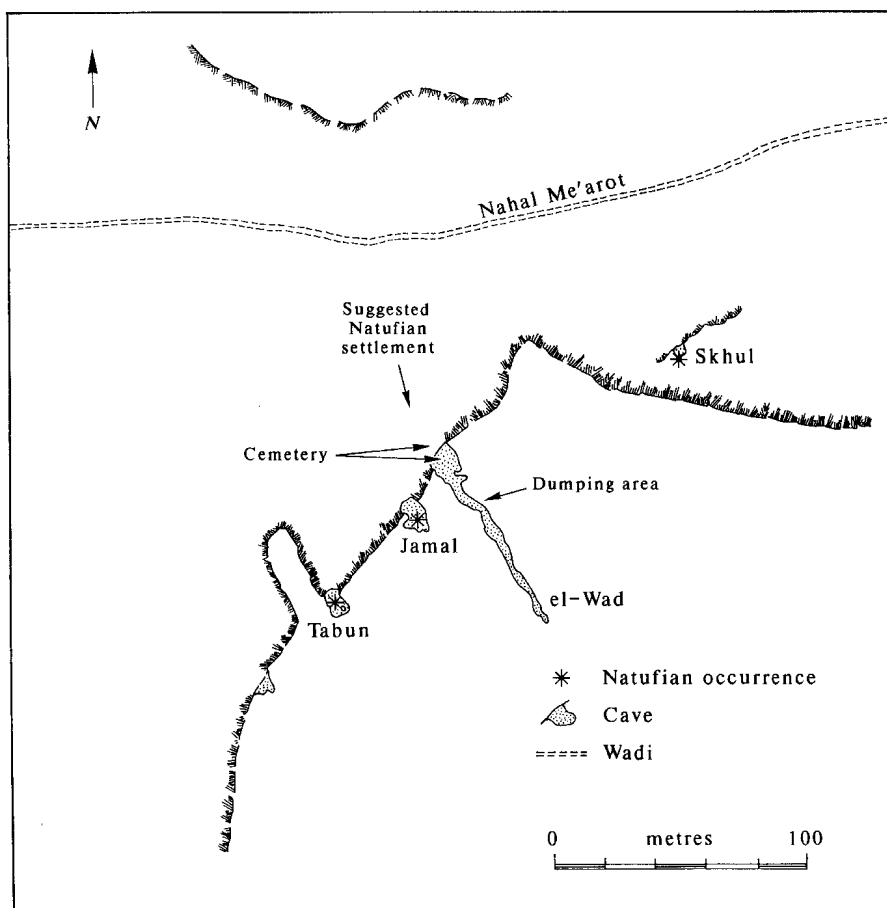 N
Nahal Me'arot
Suggested
Natufian
settlement
Skhul
Cemetery
Dumping area
Jamal
el-Wad
Tabun
Natufian occurrence
Cave
Wadi
0 metres 100